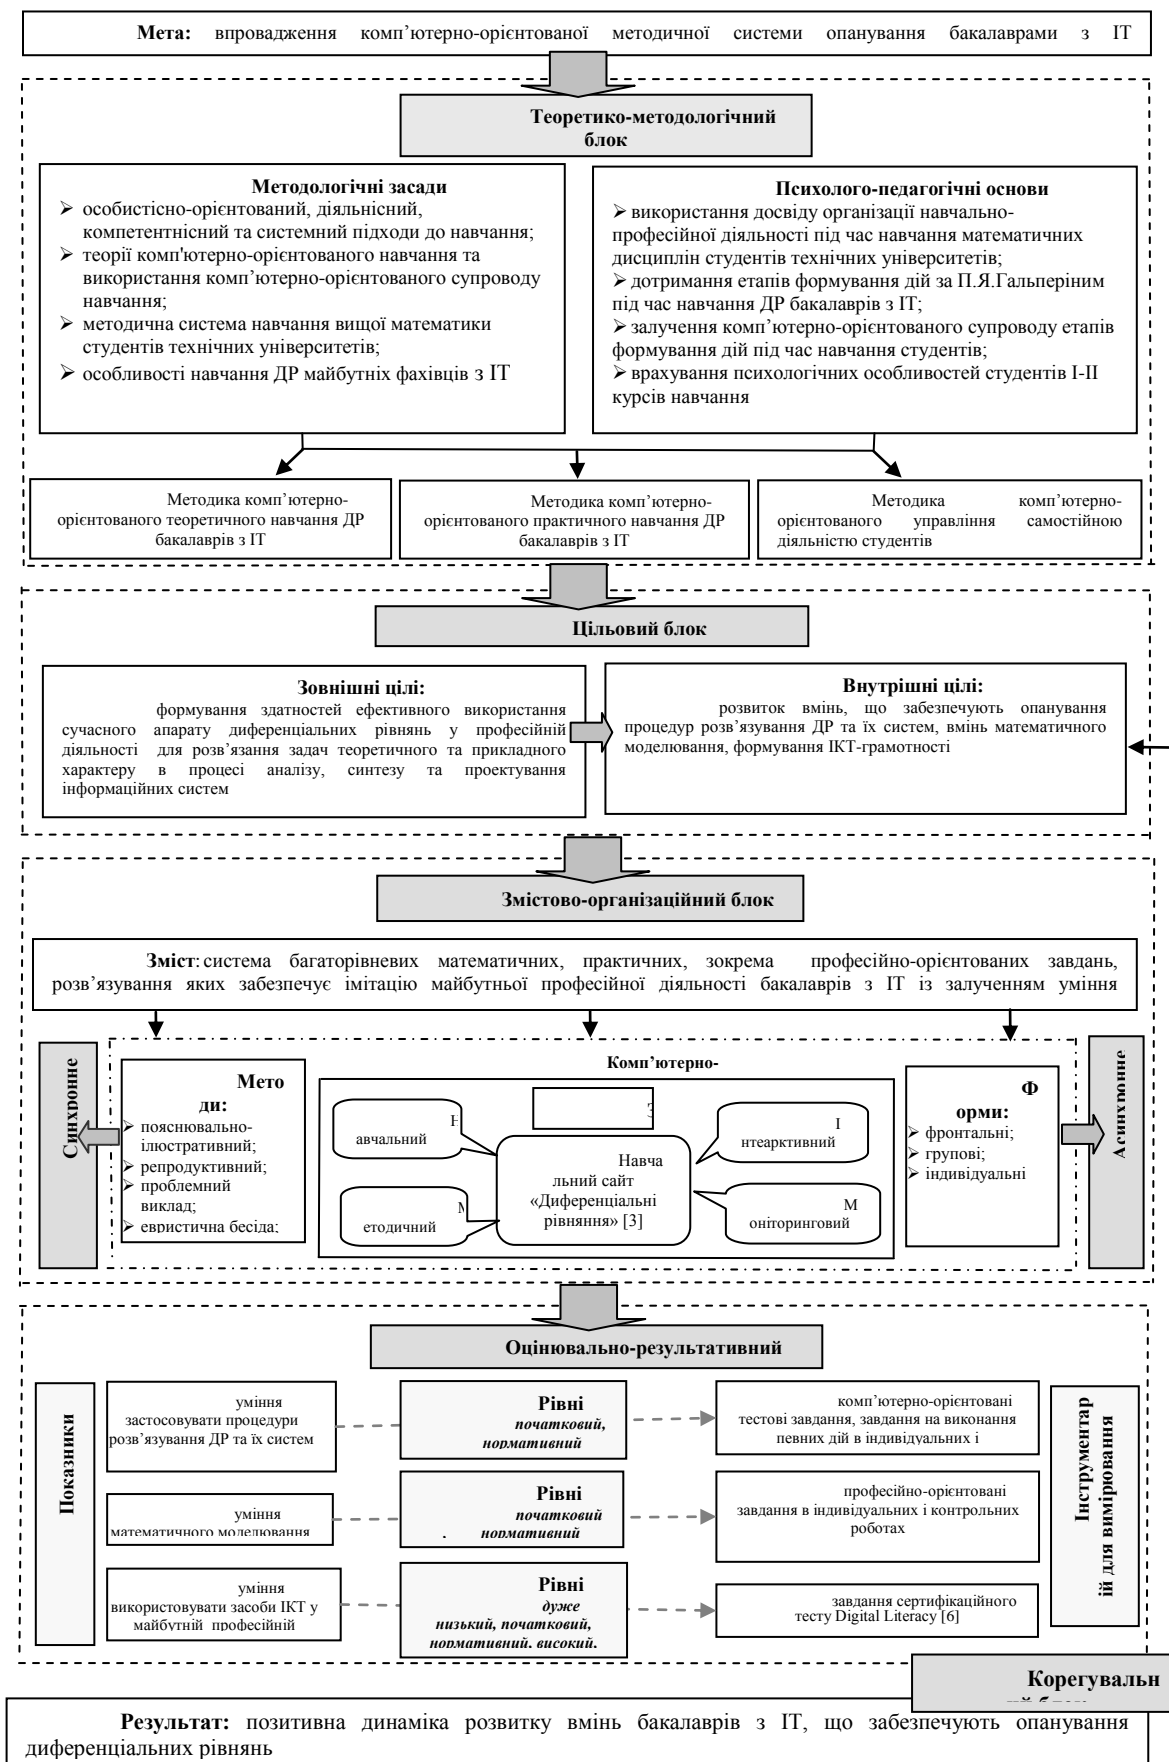 Мета: впровадження комп’ютерно-орієнтованої методичної системи опанування бакалаврами з ІТ
Теоретико-методологічний
блок
Методологічні засади
➢ особистісно-орієнтований, діяльнісний,
компетентнісний та системний підходи до навчання;
➢ теорії комп'ютерно-орієнтованого навчання та
використання комп’ютерно-орієнтованого супроводу
навчання;
➢ методична система навчання вищої математики
студентів технічних університетів;
➢ особливості навчання ДР майбутніх фахівців з ІТ
Психолого-педагогічні основи
➢ використання досвіду організації навчально-
професійної діяльності під час навчання математичних
дисциплін студентів технічних університетів;
➢ дотримання етапів формування дій за П.Я.Гальперіним
під час навчання ДР бакалаврів з ІТ;
➢ залучення комп’ютерно-орієнтованого супроводу етапів
формування дій під час навчання студентів;
➢ врахування психологічних особливостей студентів І-ІІ
курсів навчання
Методика комп’ютерно-
орієнтованого теоретичного навчання ДР
бакалаврів з ІТ
Методика комп’ютерно-
орієнтованого практичного навчання ДР
бакалаврів з ІТ
Методика комп’ютерно-
орієнтованого управління самостійною
діяльністю студентів
Цільовий блок
Зовнішні цілі:
формування здатностей ефективного використання
сучасного апарату диференціальних рівнянь у професійній
діяльності для розв’язання задач теоретичного та прикладного
характеру в процесі аналізу, синтезу та проектування
інформаційних систем
Внутрішні цілі:
розвиток вмінь, що забезпечують опанування
процедур розв’язування ДР та їх систем, вмінь математичного
моделювання, формування ІКТ-грамотності
Змістово-організаційний блок
Зміст: система багаторівневих математичних, практичних, зокрема професійно-орієнтованих завдань,
розв’язування яких забезпечує імітацію майбутньої професійної діяльності бакалаврів з ІТ із залученням уміння
Синхронне
Мето
ди:
➢ пояснювально-
ілюстративний;
➢ репродуктивний;
➢ проблемний
виклад;
➢ евристична бесіда;
Комп’ютерно-
Н
авчальний
І
нтеарктивний
Навча
льний сайт
«Диференціальні
рівняння» [3]
М
етодичний
М
оніторинговий
Ф
орми:
➢ фронтальні;
➢ групові;
➢ індивідуальні
Асинхронне
Оцінювально-результативний
Показники
уміння
застосовувати процедури
розв’язування ДР та їх систем
Рівні
початковий,
нормативний
комп’ютерно-орієнтовані
тестові завдання, завдання на виконання
певних дій в індивідуальних і
уміння
математичного моделювання
Рівні
початковий
нормативний
професійно-орієнтовані
завдання в індивідуальних і контрольних
роботах
уміння
використовувати засоби ІКТ у
майбутній професійній
Рівні
дуже
низький, початковий,
нормативний, високий,
завдання сертифікаційного
тесту Digital Literacy [6]
Інструментар
ій для вимірювання
Корегувальн
ий блок
Результат: позитивна динаміка розвитку вмінь бакалаврів з ІТ, що забезпечують опанування
диференціальних рівнянь